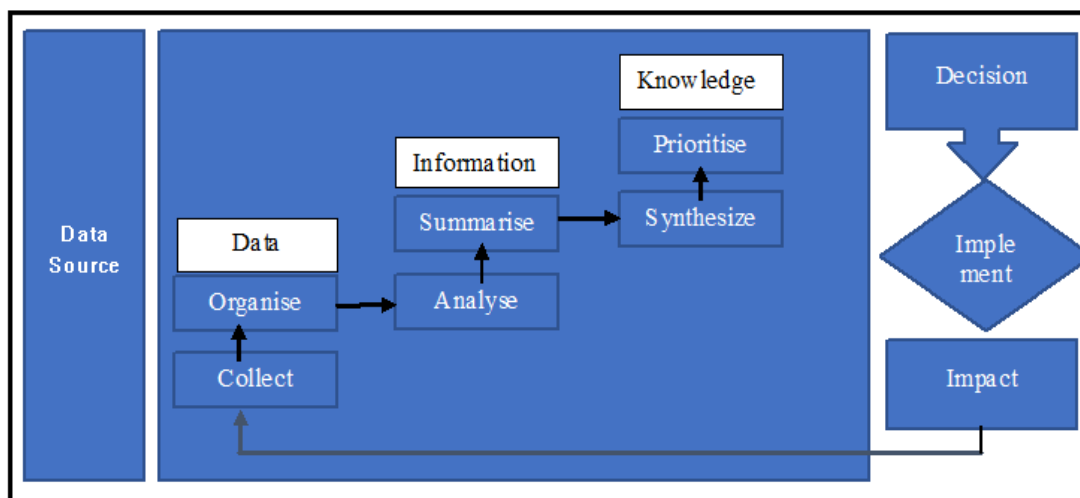 Data
Source
Data
Organise
Collect
Information
Summarise
Analyse
Knowledge
Prioritise
Synthesize
Decision
Imple
ment
Impact